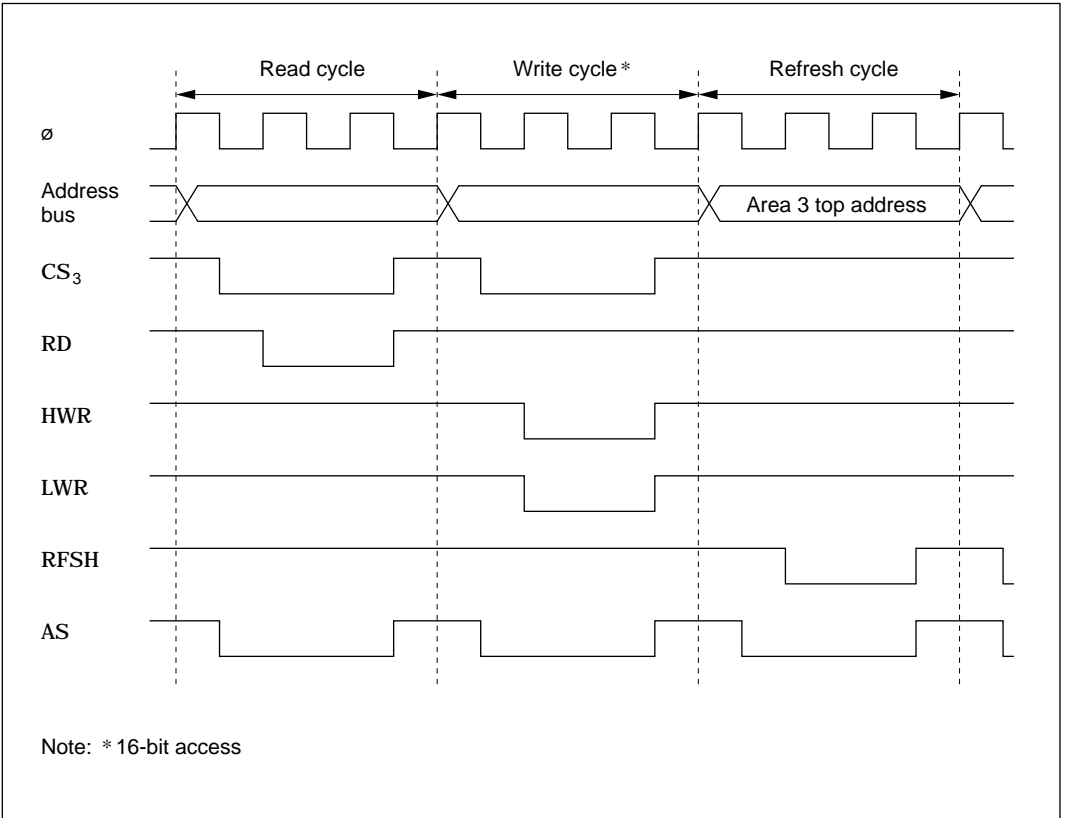 Read cycle Write cycle * Refresh cycle
ø
Address
bus
Area 3 top address
CS3
RD
HWR
LWR
RFSH
AS
Note: * 16-bit access